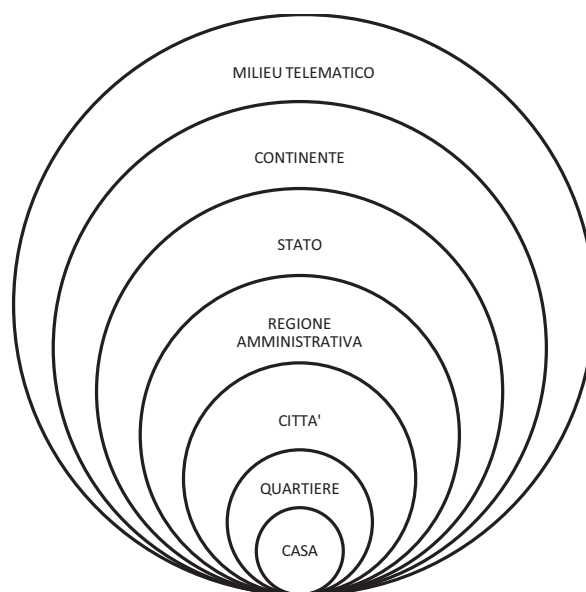 MILIEU TELEMATICO
CONTINENTE
STATO
REGIONE
AMMINISTRATIVA
CITTA'
QUARTIERE
CASA